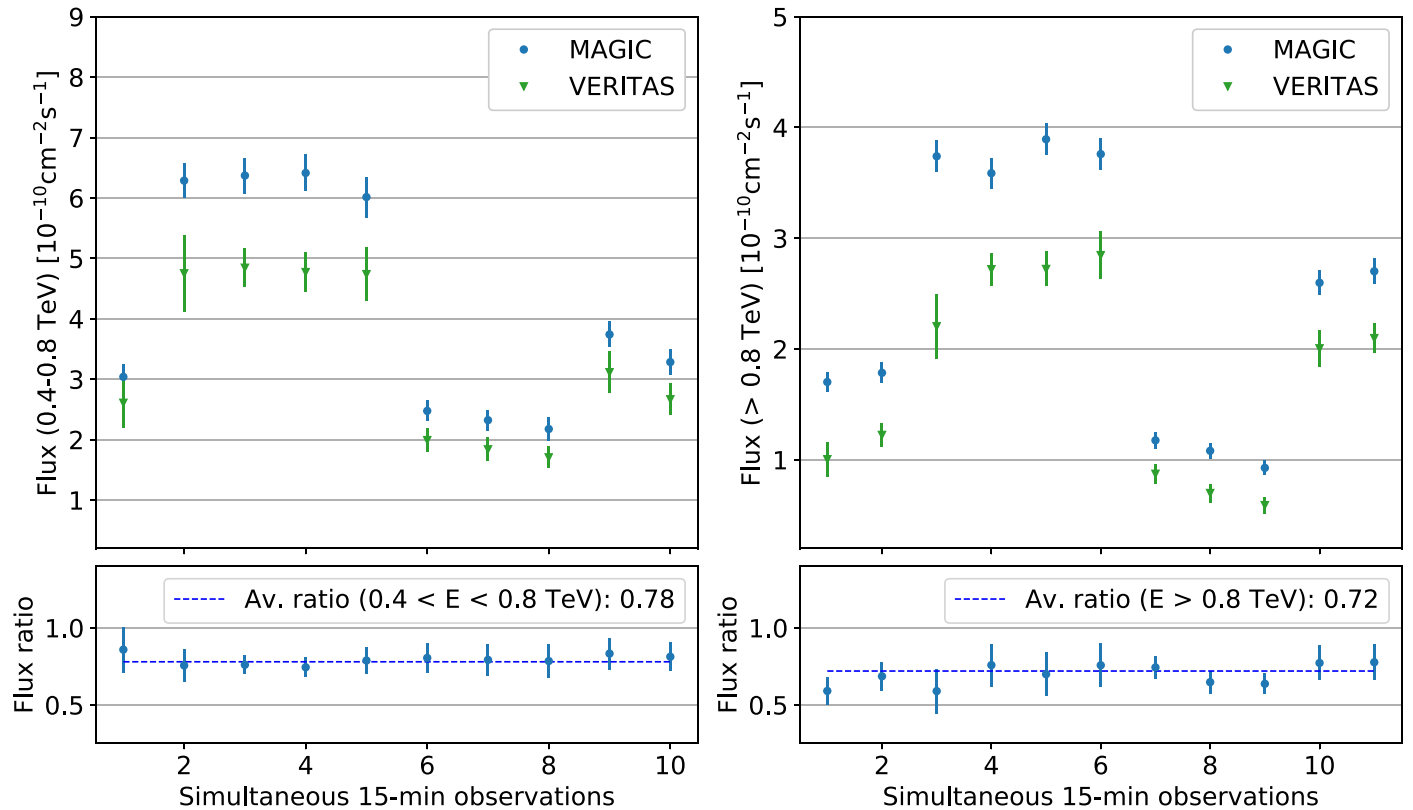 9
8
7
6
5
4
3
2
1
Flux (0.4-0.8 TeV) [10⁻¹⁰cm⁻²s⁻¹]
MAGIC
VERITAS
5
4
3
2
1
Flux (> 0.8 TeV) [10⁻¹⁰cm⁻²s⁻¹]
MAGIC
VERITAS
1.0
0.5
Flux ratio
Av. ratio (0.4 < E < 0.8 TeV): 0.78
2 4 6 8 10
Simultaneous 15-min observations
1.0
0.5
Flux ratio
Av. ratio (E > 0.8 TeV): 0.72
2 4 6 8 10
Simultaneous 15-min observations